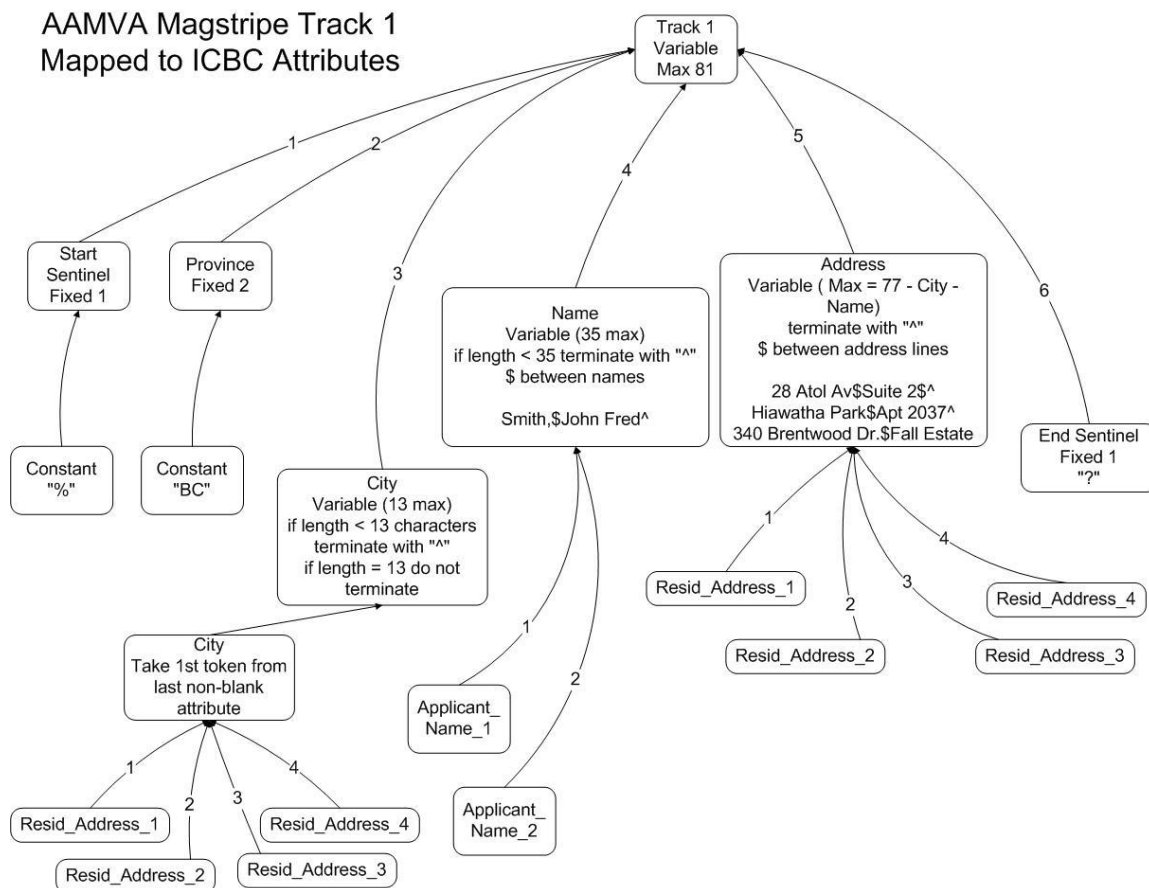 AAMVA Magstripe Track 1
Mapped to ICBC Attributes
Track 1
Variable
Max 81
1
2
3
4
5
6
Start
Sentinel
Fixed 1
Province
Fixed 2
Constant
"%"
Constant
"BC"
City
Variable (13 max)
if length < 13 characters
terminate with "^"
if length = 13 do not
terminate
Name
Variable (35 max)
if length < 35 terminate with "^"
$ between names
Smith,$John Fred^
Address
Variable ( Max = 77 - City -
Name)
terminate with "^"
$ between address lines
28 Atol Av$Suite 2$^
Hiawatha Park$Apt 2037^
340 Brentwood Dr.$Fall Estate
End Sentinel
Fixed 1
"?"
City
Take 1st token from
last non-blank
attribute
1
2
3
4
Resid_Address_1
Resid_Address_2
Resid_Address_3
Resid_Address_4
1
2
Applicant_
Name_1
Applicant_
Name_2
1
2
3
4
Resid_Address_1
Resid_Address_2
Resid_Address_3
Resid_Address_4